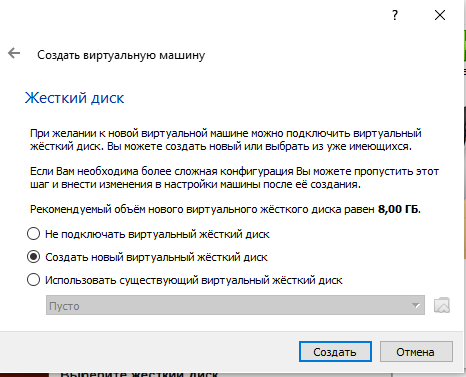 ?
Создать виртуальную машину
Жесткий диск
При желании к новой виртуальной машине можно подключить виртуальный
жёсткий диск. Вы можете создать новый или выбрать из уже имеющихся.
Если Вам необходима более сложная конфигурация Вы можете пропустить этот
шаг и внести изменения в настройки машины после её создания.
Рекомендуемый объём нового виртуального жёсткого диска равен 8,00 ГБ.
Не подключать виртуальный жёсткий диск
Создать новый виртуальный жёсткий диск
Использовать существующий виртуальный жёсткий диск
Пусто
Создать Отмена
Выберите жесткий диск